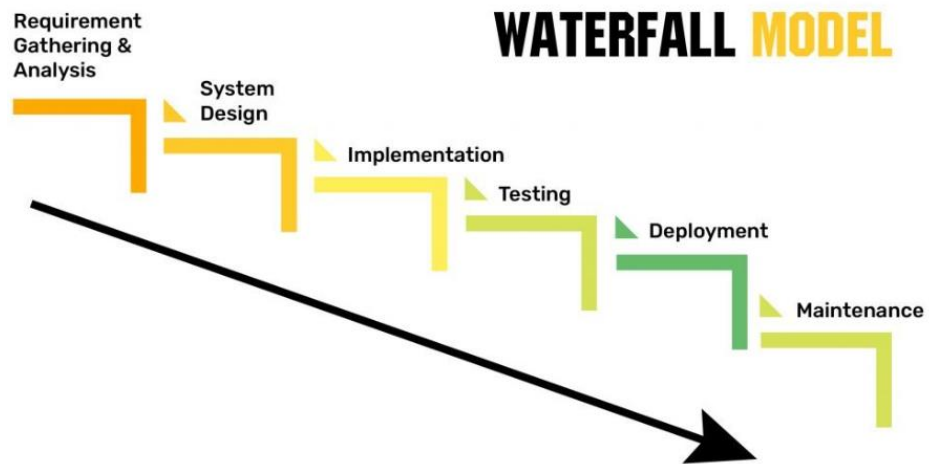 WATERFALL MODEL
Requirement
Gathering &
Analysis
System
Design
Implementation
Testing
Deployment
Maintenance